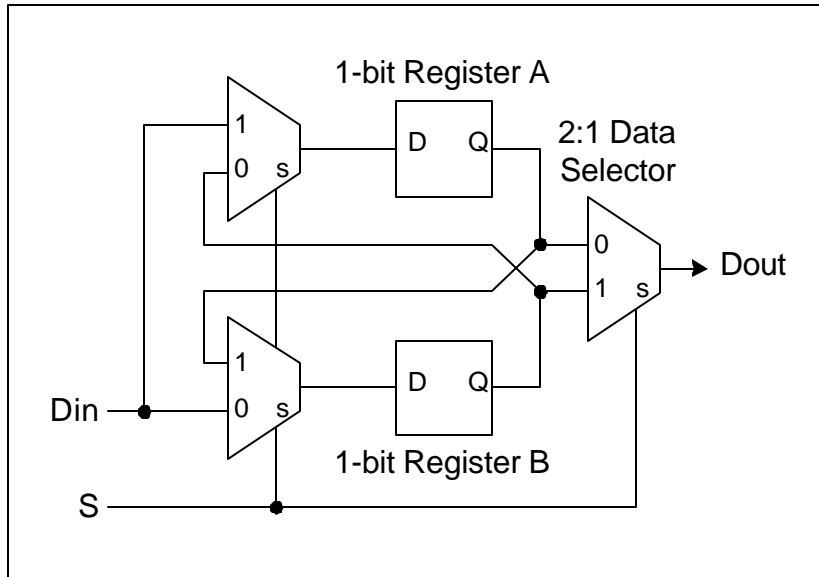 1-bit Register A
2:1 Data
Selector
1
0
s
D
Q
0
1
s
Dout
1
0
s
D
Q
Din
1-bit Register B
S